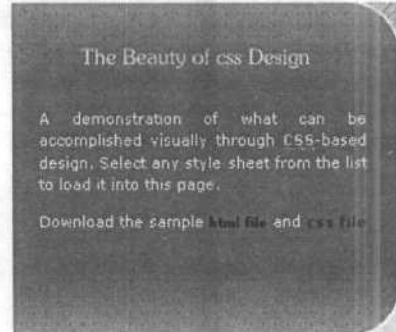 The Beauty of css Design
A demonstration of what can be
accomplished visually through CSS-based
design. Select any style sheet from the list
to load it into this page.
Download the sample html file and css file